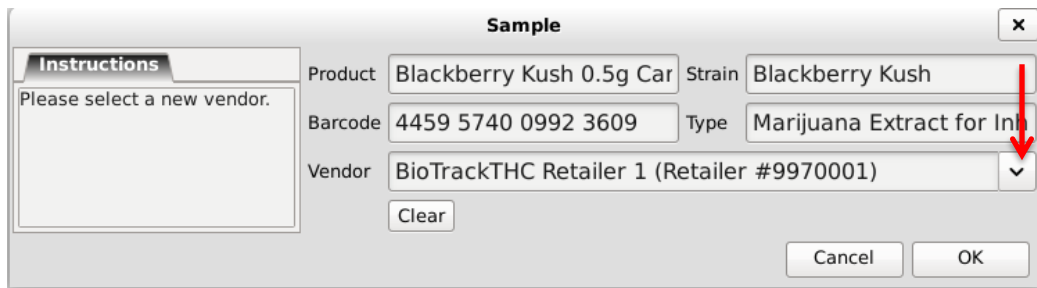 Sample
Instructions
Please select a new vendor.
Product Blackberry Kush 0.5g Car Strain Blackberry Kush
Barcode 4459 5740 0992 3609 Type Marijuana Extract for Inh
Vendor BioTrackTHC Retailer 1 (Retailer #9970001)
Clear
Cancel OK